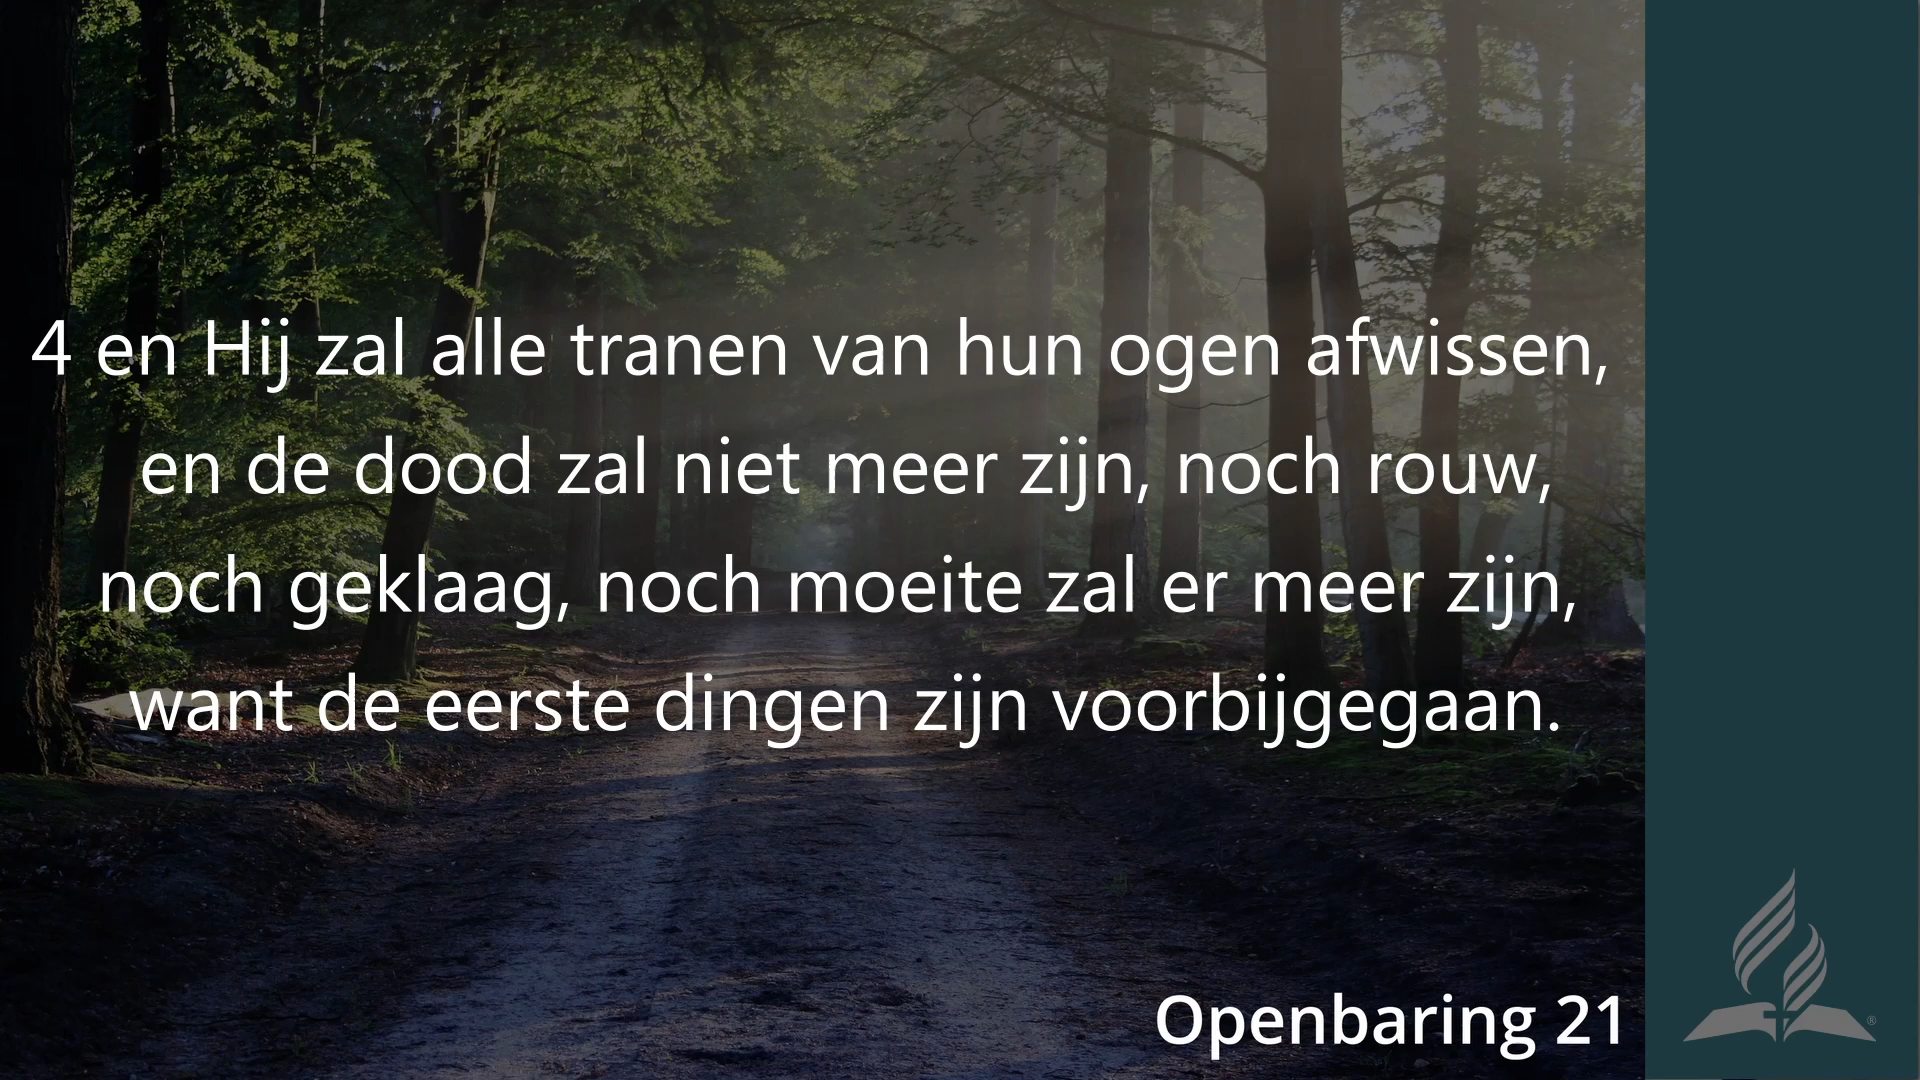 4 en Hij zal alle tranen van hun ogen afwissen,
en de dood zal niet meer zijn, noch rouw,
noch geklaag, noch moeite zal er meer zijn,
want de eerste dingen zijn voorbijgegaan.
Openbaring 21
®